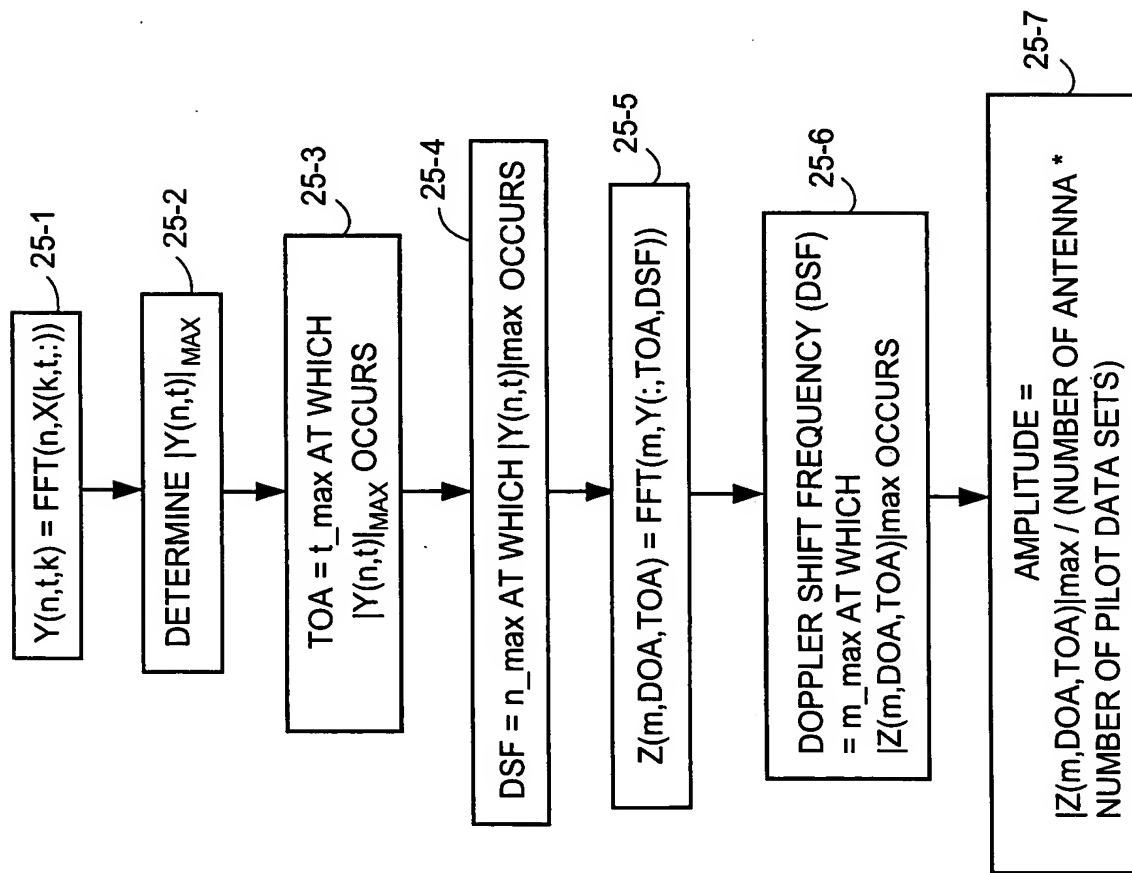 25-1
Y(n,t,k) = FFT(n,X(k,t,:))
25-2
DETERMINE |Y(n,t)|MAX
25-3
TOA = t_max AT WHICH
|Y(n,t)|MAX OCCURS
25-4
DSF = n_max AT WHICH |Y(n,t)|max OCCURS
25-5
Z(m,DOA,TOA) = FFT(m,Y(:,TOA,DSF))
25-6
DOPPLER SHIFT FREQUENCY (DSF)
= m_max AT WHICH
|Z(m,DOA,TOA)|max OCCURS
25-7
AMPLITUDE =
|Z(m,DOA,TOA)|max / (NUMBER OF ANTENNA *
NUMBER OF PILOT DATA SETS)